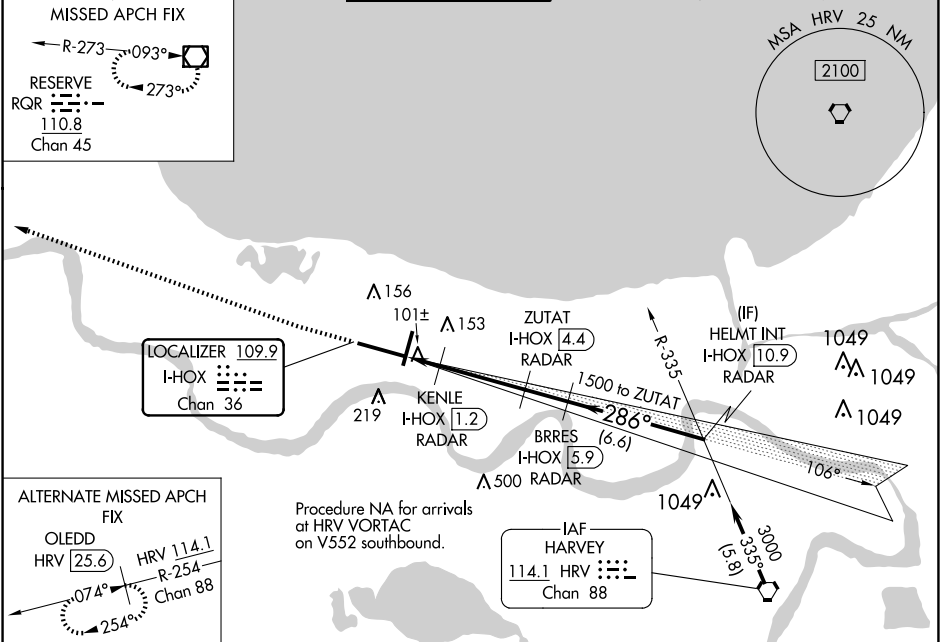 MISSED APCH FIX
R-273
093°
273°
RESERVE
RQR
110.8
Chan 45
MSA HRV 25 NM
2100
156
101±
153
ZUTAT
I-HOX 4.4
RADAR
(IF)
HELMT INT
I-HOX 10.9
RADAR
R-335
1049
1049
1049
LOCALIZER 109.9
I-HOX
Chan 36
219
KENLE
I-HOX 1.2
RADAR
1500 to ZUTAT
286°
(6.6)
BRRES
I-HOX 5.9
RADAR
106°
500
1049
ALTERNATE MISSED APCH
FIX
OLEDD
HRV 25.6
HRV 114.1
R-254
Chan 88
074°
254°
Procedure NA for arrivals
at HRV VORTAC
on V552 southbound.
IAF
HARVEY
114.1 HRV
Chan 88
3000
335°
(5.8)